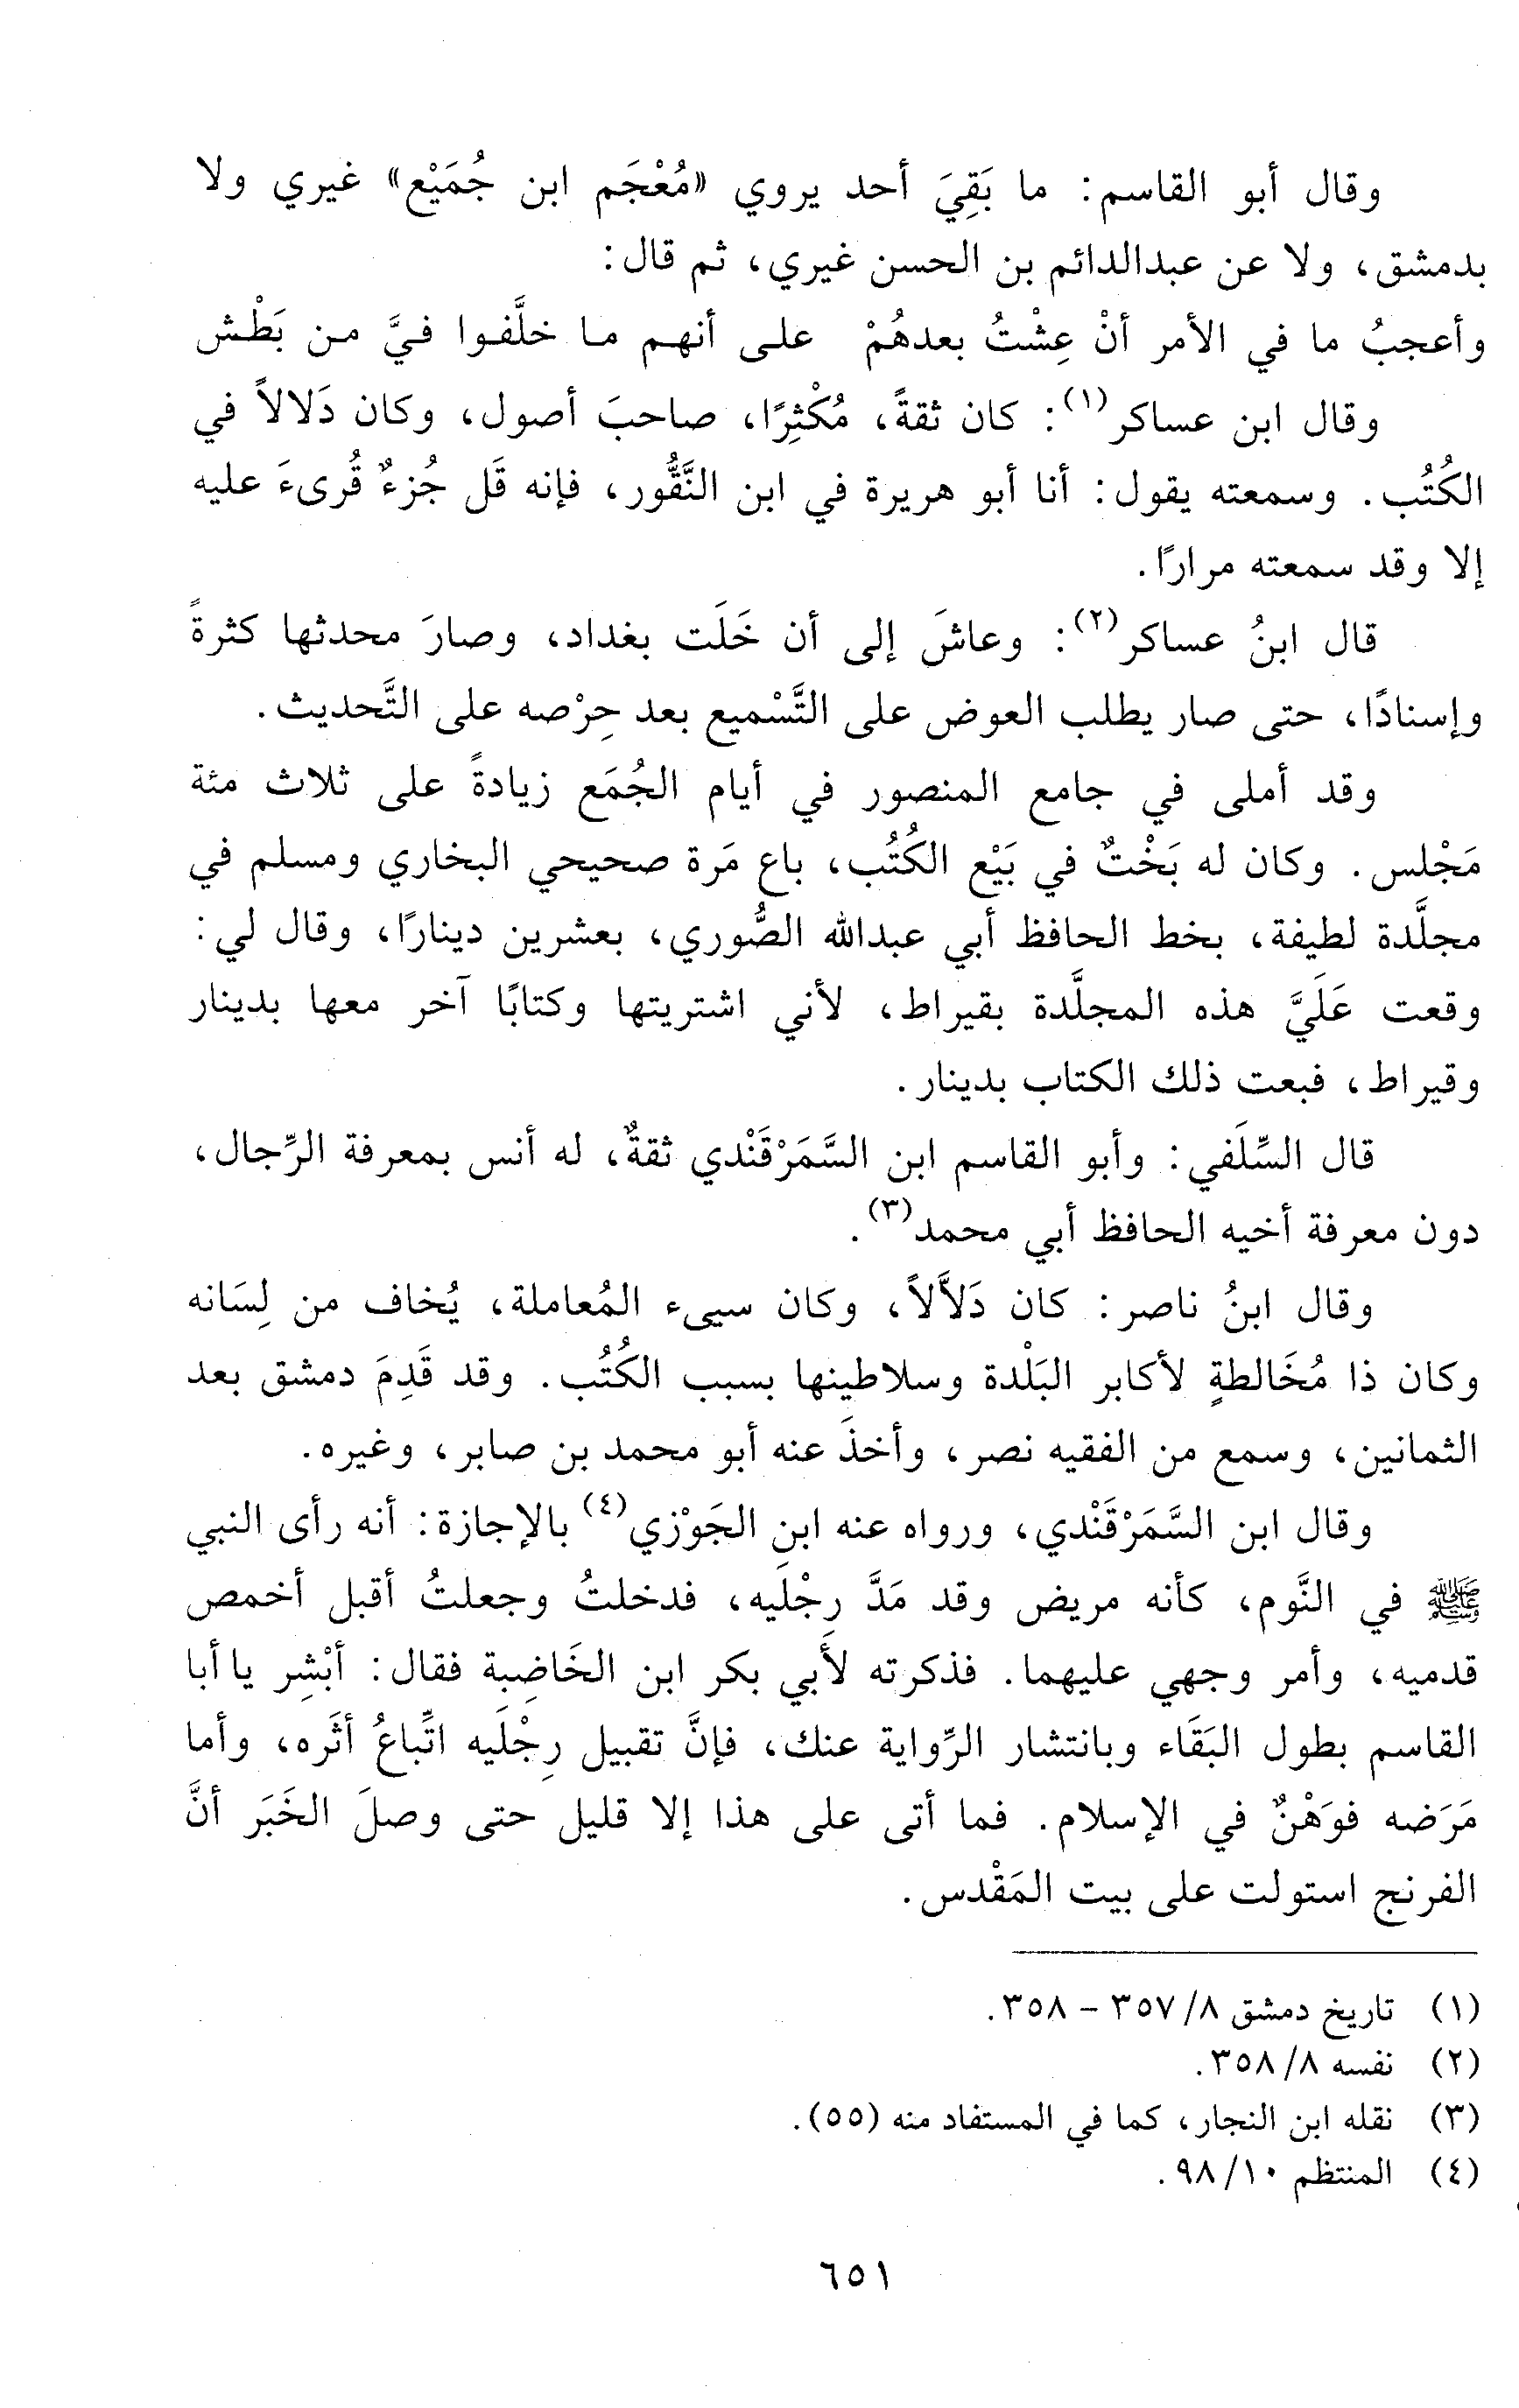 وقال أبو القاسم: ما بَقِيَ أحد يروي «مُعْجَم ابن جُمَيْع» غيري ولا
بدمشق، ولا عن عبدالدائم بن الحسن غيري، ثم قال:
وأعجبُ ما في الأمر أنْ عِشْتُ بعدهُمْ على أنهم ما خلَّفوا فيَّ من بَطْش
وقال ابن عساكر(١): كان ثقةً، مُكْثِرًا، صاحبَ أصول، وكان دَلالاً في
الكُتُب. وسمعته يقول: أنا أبو هريرة في ابن النَّقُّور، فإنه قَل جُزءٌ قُرىءَ عليه
إلا وقد سمعته مرارًا.
قال ابنُ عساكر(٢): وعاشَ إلى أن خَلَت بغداد، وصارَ محدثها كثرةً
وإسنادًا، حتى صار يطلب العوض على التَّسْميع بعد حِرْصه على التَّحديث.
وقد أملى في جامع المنصور في أيام الجُمَع زيادةً على ثلاث مئة
مَجْلس. وكان له بَخْتٌ في بَيْع الكُتُب، باع مَرة صحيحي البخاري ومسلم في
مجلَّدة لطيفة، بخط الحافظ أبي عبدالله الصُّوري، بعشرين دينارًا، وقال لي:
وقعت عَلَيَّ هذه المجلَّدة بقيراط، لأني اشتريتها وكتابًا آخر معها بدينار
وقيراط، فبعت ذلك الكتاب بدينار.
قال السِّلَفي: وأبو القاسم ابن السَّمَرْقَنْدي ثقةٌ، له أنس بمعرفة الرِّجال،
دون معرفة أخيه الحافظ أبي محمد(٣).
وقال ابنُ ناصر: كان دَلاَّلاً، وكان سيىء المُعاملة، يُخاف من لِسَانه
وكان ذا مُخَالطةٍ لأكابر البَلْدة وسلاطينها بسبب الكُتُب. وقد قَدِمَ دمشق بعد
الثمانين، وسمع من الفقيه نصر، وأخذَ عنه أبو محمد بن صابر، وغيره.
وقال ابن السَّمَرْقَنْدي، ورواه عنه ابن الجَوْزي(٤) بالإجازة: أنه رأى النبي
ﷺ في النَّوم، كأنه مريض وقد مَدَّ رِجْلَيه، فدخلتُ وجعلتُ أقبل أخمص
قدميه، وأمر وجهي عليهما. فذكرته لأَبي بكر ابن الخَاضِبة فقال: أبْشِر يا أبا
القاسم بطول البَقَاء وبانتشار الرِّواية عنك، فإنَّ تقبيل رِجْلَيه اتِّباعُ أثَره، وأما
مَرَضه فوَهْنٌ في الإسلام. فما أتى على هذا إلا قليل حتى وصلَ الخَبَر أنَّ
الفرنج استولت على بيت المَقْدس.
(١) تاريخ دمشق ٨/ ٣٥٧ - ٣٥٨.
(٢) نفسه ٨/ ٣٥٨.
(٣) نقله ابن النجار، كما في المستفاد منه (٥٥).
(٤) المنتظم ١٠/ ٩٨.
٦٥١